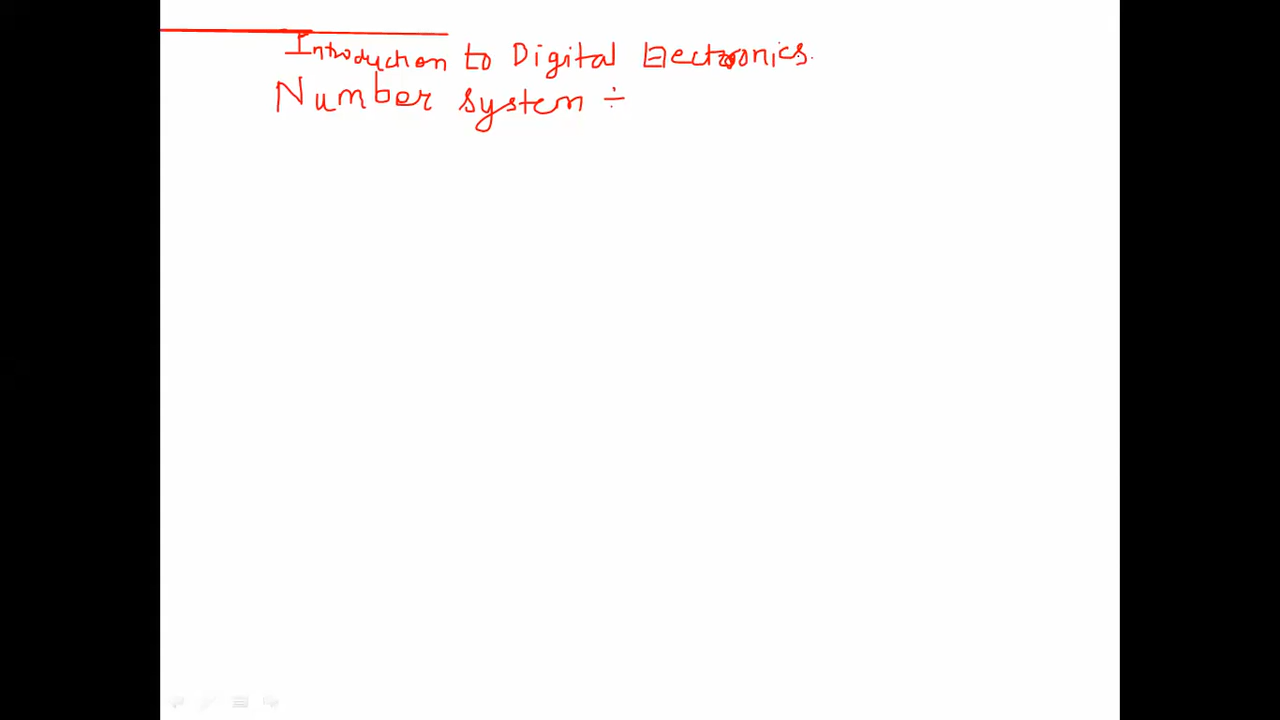 Introduction to Digital Electronics.
Number system ÷